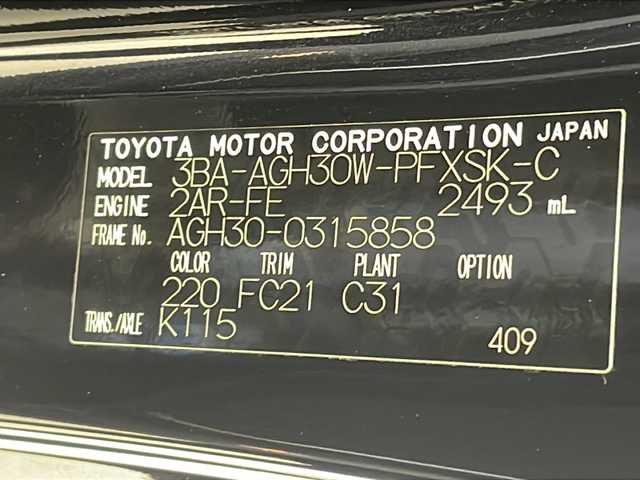 TOYOTA MOTOR CORPORATION JAPAN
MODEL 3BA-AGH30W-PFXSK-C
ENGINE 2AR-FE 2493 mL
FRAME No. AGH30-0315858
COLOR TRIM PLANT OPTION
220 FC21 C31
TRANS./AXLE K115
409